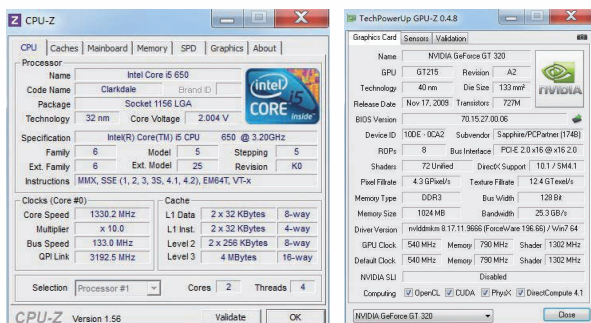 CPU-Z
CPU Caches Mainboard Memory SPD Graphics About
Processor
Name Intel Core i5 650
Code Name Clarkdale Brand ID
Package Socket 1156 LGA
Technology 32 nm Core Voltage 2.004 V
intel CORE i5 inside
Specification Intel(R) Core(TM) i5 CPU 650 @ 3.20GHz
Family 6 Model 5 Stepping 5
Ext. Family 6 Ext. Model 25 Revision K0
Instructions MMX, SSE (1, 2, 3, 3S, 4.1, 4.2), EM64T, VT-x
Clocks (Core #0)
Core Speed 1330.2 MHz
Multiplier x 10.0
Bus Speed 133.0 MHz
QPI Link 3192.5 MHz
Cache
L1 Data 2 x 32 KBytes 8-way
L1 Inst. 2 x 32 KBytes 4-way
Level 2 2 x 256 KBytes 8-way
Level 3 4 MBytes 16-way
Selection Processor #1 Cores 2 Threads 4
CPU-Z Version 1.56 Validate OK
TechPowerUp GPU-Z 0.4.8
Graphics Card Sensors Validation
Name NVIDIA GeForce GT 320
GPU GT215 Revision A2
Technology 40 nm Die Size 133 mm²
Release Date Nov 17, 2009 Transistors 727M
NVIDIA
BIOS Version 70.15.27.00.06
Device ID 10DE - 0CA2 Subvendor Sapphire/PCPartner (174B)
ROPs 8 Bus Interface PCI-E 2.0 x16 @ x16 2.0
Shaders 72 Unified DirectX Support 10.1 / SM4.1
Pixel Fillrate 4.3 GPixel/s Texture Fillrate 12.4 GTexel/s
Memory Type DDR3 Bus Width 128 Bit
Memory Size 1024 MB Bandwidth 25.3 GB/s
Driver Version nvlddmkm 8.17.11.9666 (ForceWare 196.66) / Win7 64
GPU Clock 540 MHz Memory 790 MHz Shader 1302 MHz
Default Clock 540 MHz Memory 790 MHz Shader 1302 MHz
NVIDIA SLI Disabled
Computing OpenCL CUDA PhysX DirectCompute 4.1
NVIDIA GeForce GT 320 Close